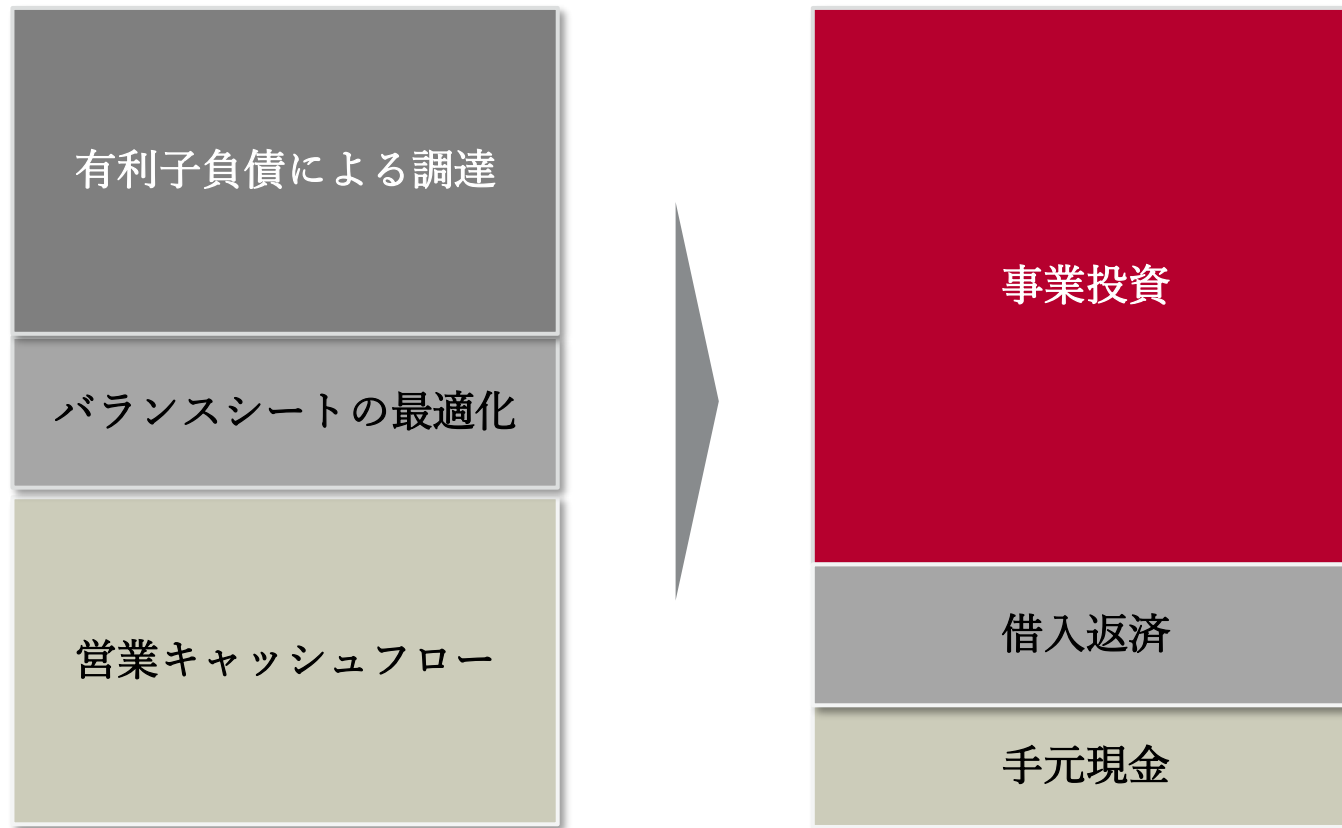 有利子負債による調達
バランスシートの最適化
営業キャッシュフロー
事業投資
借入返済
手元現金